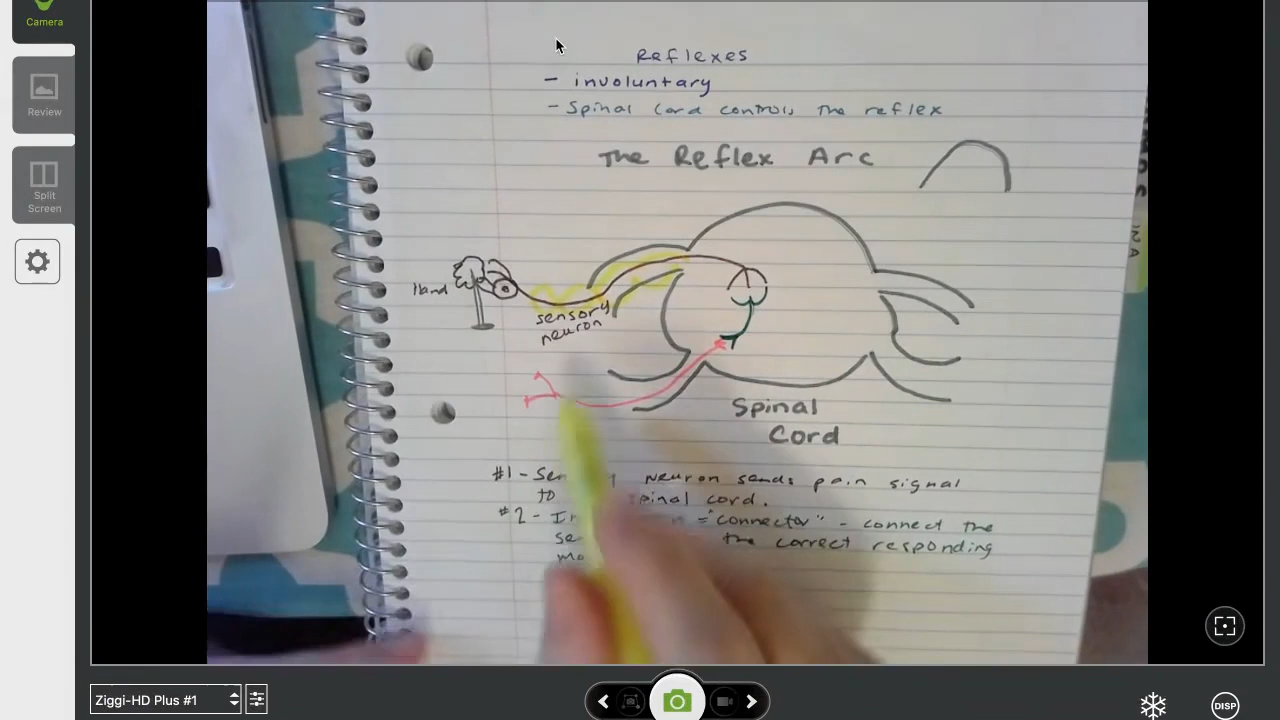 Camera
Review
Split
Screen
Reflexes
- involuntary
- Spinal Cord controls the reflex
The Reflex Arc
Hand
sensory
neuron
Spinal
Cord
#1 - neuron sends pain signal
to spinal cord.
#2 - = "connector" - connect the
the correct responding
Ziggi-HD Plus #1
DISP